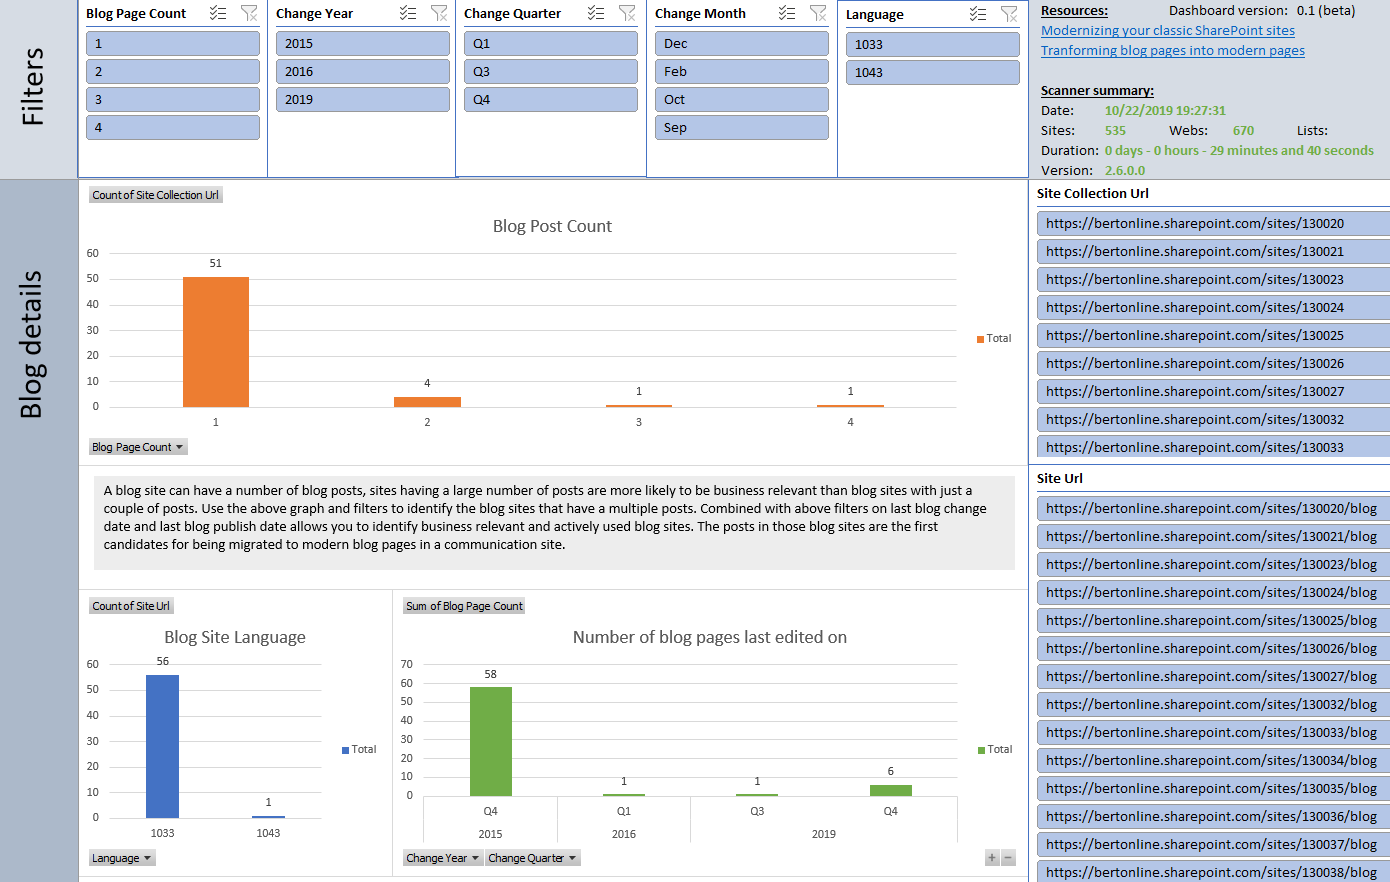 Filters
Blog Page Count
1
2
3
4
Change Year
2015
2016
2019
Change Quarter
Q1
Q3
Q4
Change Month
Dec
Feb
Oct
Sep
Language
1033
1043
Resources: Dashboard version: 0.1 (beta)
Modernizing your classic SharePoint sites
Tranforming blog pages into modern pages
Scanner summary:
Date: 10/22/2019 19:27:31
Sites: 535 Webs: 670 Lists:
Duration: 0 days - 0 hours - 29 minutes and 40 seconds
Version: 2.6.0.0
Blog details
Count of Site Collection Url
Blog Post Count
60
50
40
30
20
10
0
51
4
1
1
1
2
3
4
Total
Blog Page Count
A blog site can have a number of blog posts, sites having a large number of posts are more likely to be business relevant than blog sites with just a
couple of posts. Use the above graph and filters to identify the blog sites that have a multiple posts. Combined with above filters on last blog change
date and last blog publish date allows you to identify business relevant and actively used blog sites. The posts in those blog sites are the first
candidates for being migrated to modern blog pages in a communication site.
Count of Site Url
Blog Site Language
60
50
40
30
20
10
0
56
1
1033
1043
Total
Language
Sum of Blog Page Count
Number of blog pages last edited on
70
60
50
40
30
20
10
0
58
1
1
6
Q4
Q1
Q3
Q4
2015
2016
2019
Total
Change Year
Change Quarter
Site Collection Url
https://bertonline.sharepoint.com/sites/130020
https://bertonline.sharepoint.com/sites/130021
https://bertonline.sharepoint.com/sites/130023
https://bertonline.sharepoint.com/sites/130024
https://bertonline.sharepoint.com/sites/130025
https://bertonline.sharepoint.com/sites/130026
https://bertonline.sharepoint.com/sites/130027
https://bertonline.sharepoint.com/sites/130032
https://bertonline.sharepoint.com/sites/130033
Site Url
https://bertonline.sharepoint.com/sites/130020/blog
https://bertonline.sharepoint.com/sites/130021/blog
https://bertonline.sharepoint.com/sites/130023/blog
https://bertonline.sharepoint.com/sites/130024/blog
https://bertonline.sharepoint.com/sites/130025/blog
https://bertonline.sharepoint.com/sites/130026/blog
https://bertonline.sharepoint.com/sites/130027/blog
https://bertonline.sharepoint.com/sites/130032/blog
https://bertonline.sharepoint.com/sites/130033/blog
https://bertonline.sharepoint.com/sites/130034/blog
https://bertonline.sharepoint.com/sites/130035/blog
https://bertonline.sharepoint.com/sites/130036/blog
https://bertonline.sharepoint.com/sites/130037/blog
https://bertonline.sharepoint.com/sites/130038/blog